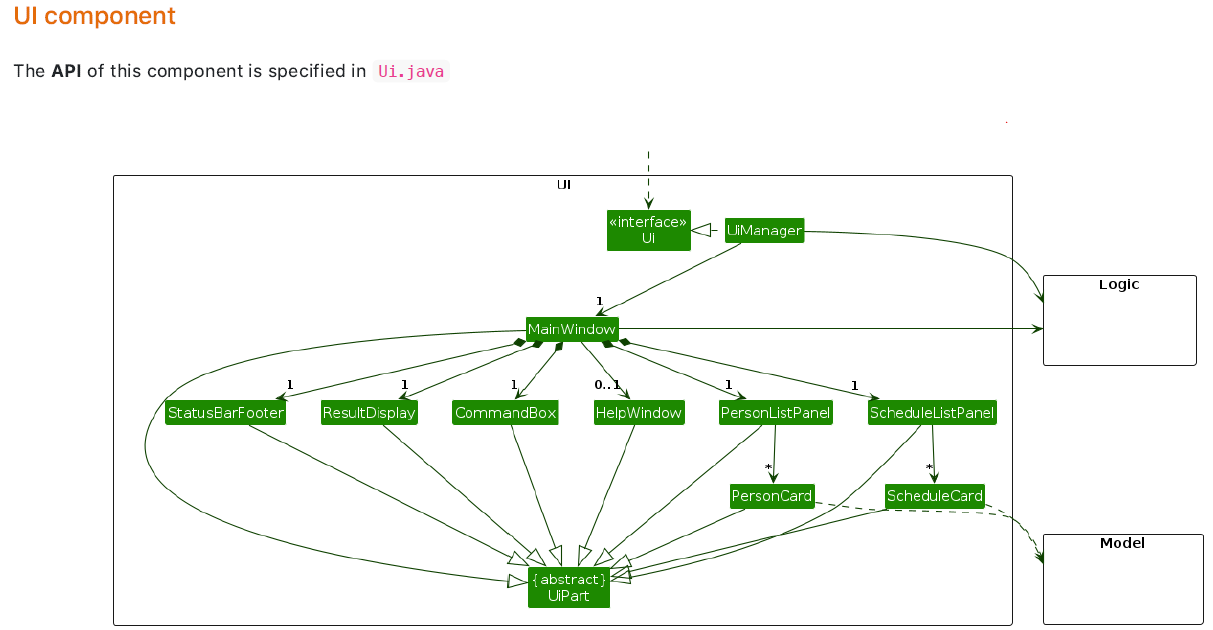 UI component
The API of this component is specified in Ui.java
UI
«interface»
Ui
UiManager
Logic
1
MainWindow
1
1
1
0..1
1
1
StatusBarFooter
ResultDisplay
CommandBox
HelpWindow
PersonListPanel
ScheduleListPanel
*
*
PersonCard
ScheduleCard
Model
{abstract}
UiPart